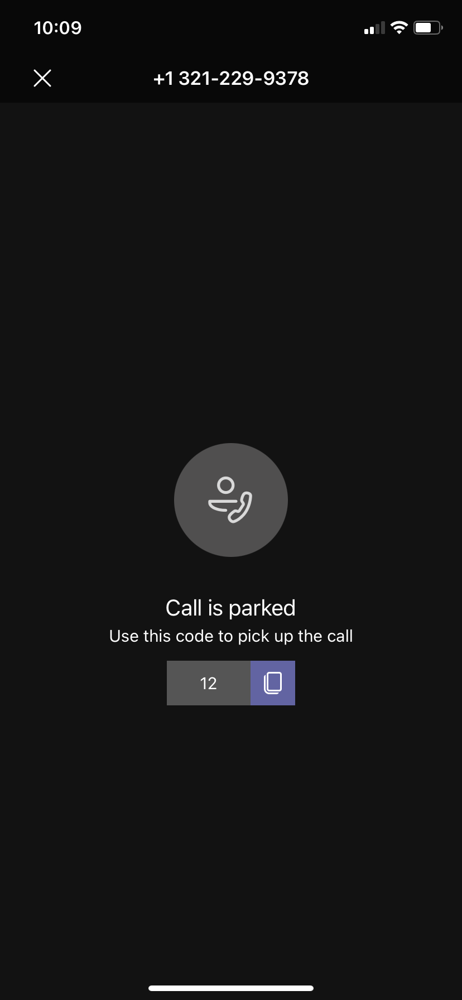 10:09
+1 321-229-9378
Call is parked
Use this code to pick up the call
12